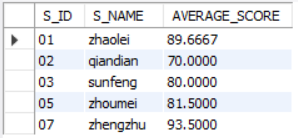 S_ID S_NAME AVERAGE_SCORE
01 zhaolei 89.6667
02 qiandian 70.0000
03 sunfeng 80.0000
05 zhoumei 81.5000
07 zhengzhu 93.5000